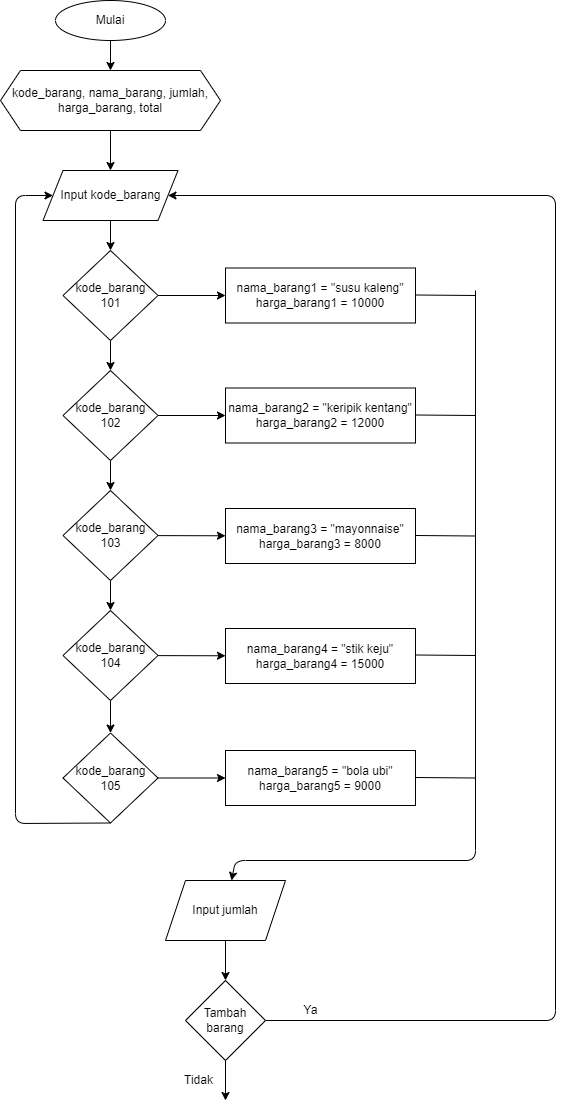 Mulai
kode_barang, nama_barang, jumlah,
harga_barang, total
Input kode_barang
kode_barang
101
nama_barang1 = "susu kaleng"
harga_barang1 = 10000
kode_barang
102
nama_barang2 = "keripik kentang"
harga_barang2 = 12000
kode_barang
103
nama_barang3 = "mayonnaise"
harga_barang3 = 8000
kode_barang
104
nama_barang4 = "stik keju"
harga_barang4 = 15000
kode_barang
105
nama_barang5 = "bola ubi"
harga_barang5 = 9000
Input jumlah
Tambah
barang
Ya
Tidak